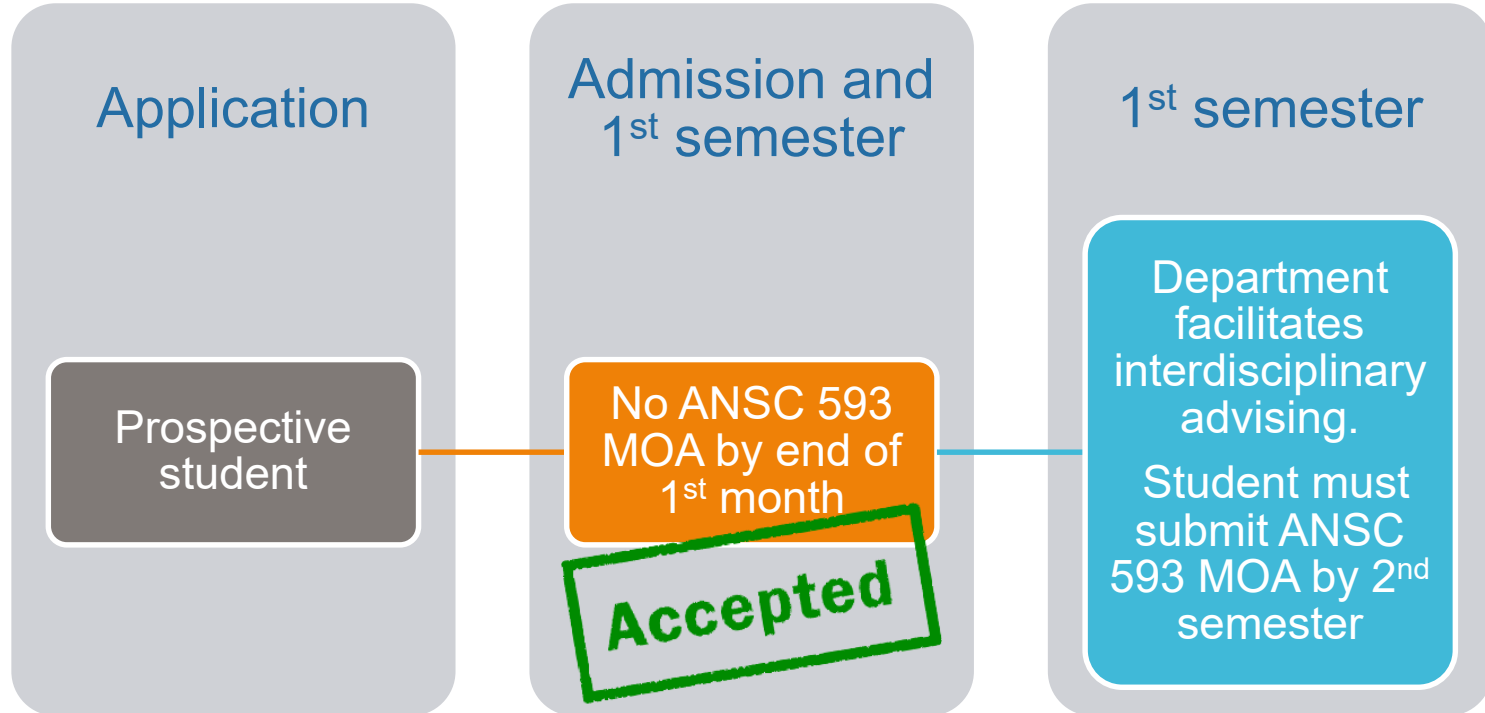 Application
Prospective
student
Admission and
1st semester
No ANSC 593
MOA by end of
1st month
Accepted
1st semester
Department
facilitates
interdisciplinary
advising.
Student must
submit ANSC
593 MOA by 2nd
semester